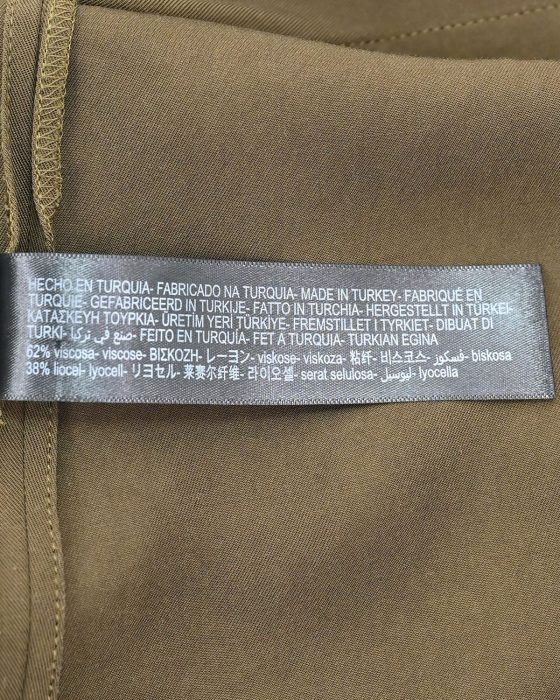 HECHO EN TURQUIA- FABRICADO NA TURQUIA- MADE IN TURKEY- FABRIQUÉ EN
TURQUIE- GEFABRICEERD IN TURKIJE- FATTO IN TURCHIA- HERGESTELLT IN TÜRKEI-
ΚΑΤΑΣΚΕΥΗ ΤΟΥΡΚΙΑ- ÜRETİM YERİ TÜRKİYE- FREMSTILLET I TYRKIET- DIBUAT DI
TURKI- صنع في تركيا- FEITO EN TURQUÍA- FET A TURQUIA- TURKIAN EGINA
62% viscosa- viscose- ΒΙΣΚΟΖΗ- レーヨン- viskose- viskoza- 粘纤- 비스코스- فسكوز- biskosa
38% liocel- lyocell- リヨセル- 莱赛尔纤维- 라이오셀- serat selulosa- ليوسيل- lyocella